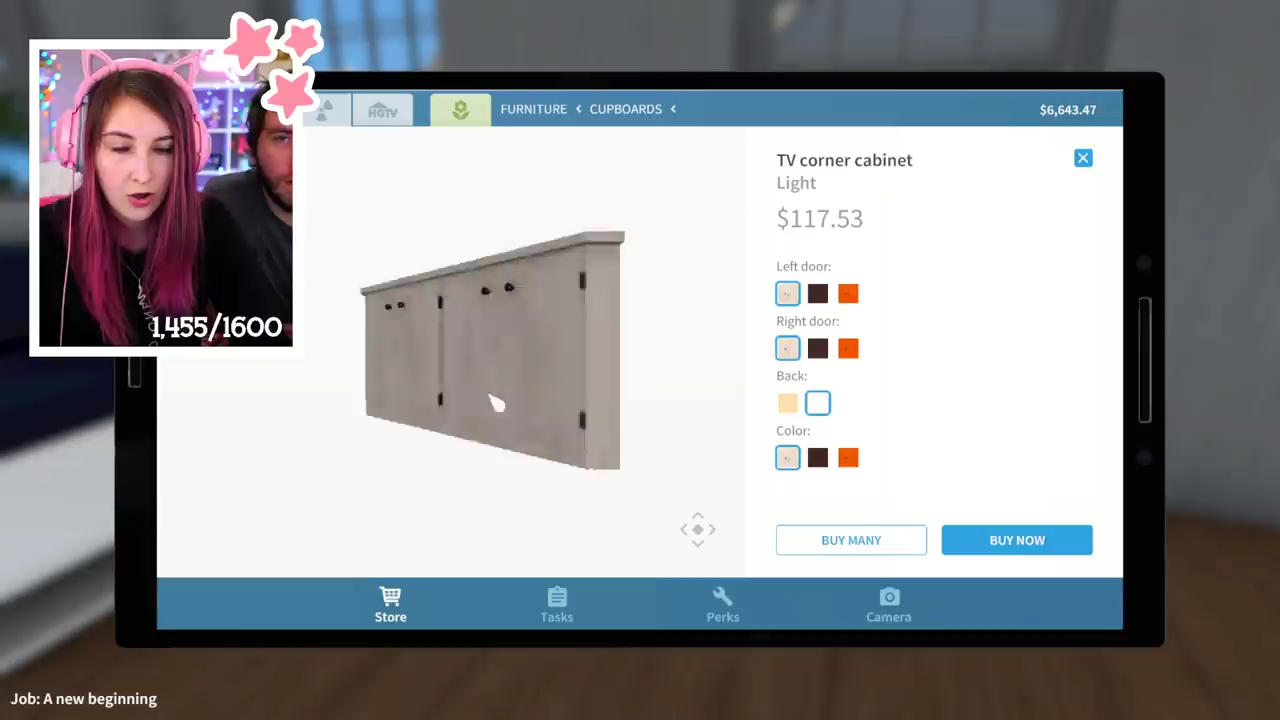 1,455/1600
HGTV
FURNITURE < CUPBOARDS <
$6,643.47
TV corner cabinet
Light
$117.53
Left door:
Right door:
Back:
Color:
BUY MANY
BUY NOW
Store
Tasks
Perks
Camera
Job: A new beginning